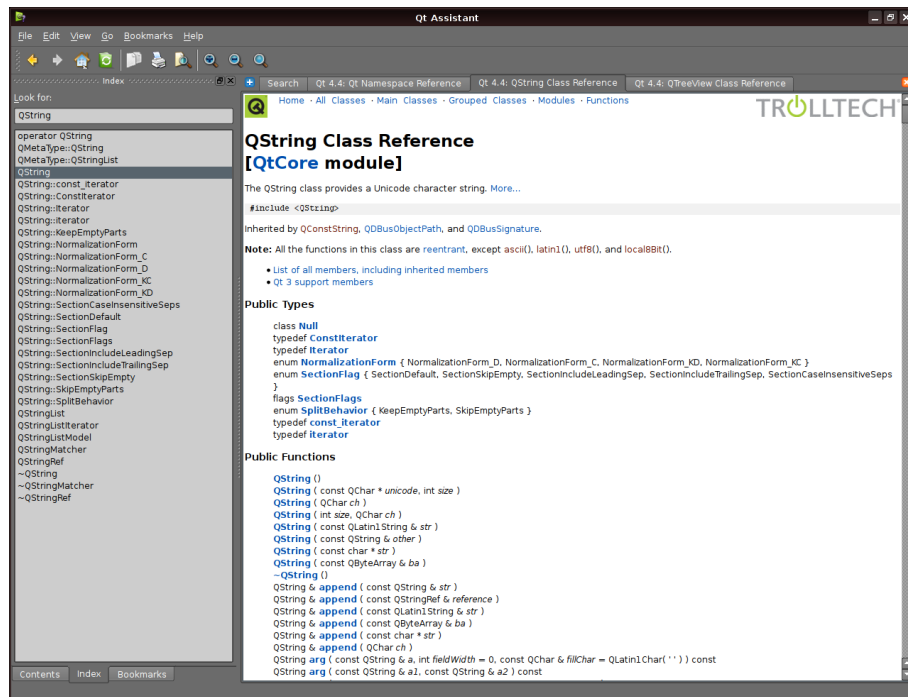 Qt Assistant
File Edit View Go Bookmarks Help
Index
Look for:
QString
operator QString
QMetaType::QString
QMetaType::QStringList
QString
QString::const_iterator
QString::ConstIterator
QString::Iterator
QString::iterator
QString::KeepEmptyParts
QString::NormalizationForm
QString::NormalizationForm_C
QString::NormalizationForm_D
QString::NormalizationForm_KC
QString::NormalizationForm_KD
QString::SectionCaseInsensitiveSeps
QString::SectionDefault
QString::SectionFlag
QString::SectionFlags
QString::SectionIncludeLeadingSep
QString::SectionIncludeTrailingSep
QString::SectionSkipEmpty
QString::SkipEmptyParts
QString::SplitBehavior
QStringList
QStringListIterator
QStringListModel
QStringMatcher
QStringRef
~QString
~QStringMatcher
~QStringRef
Contents Index Bookmarks
Search Qt 4.4: Qt Namespace Reference Qt 4.4: QString Class Reference Qt 4.4: QTreeView Class Reference
Home · All Classes · Main Classes · Grouped Classes · Modules · Functions
TROLLTECH
QString Class Reference
[QtCore module]
The QString class provides a Unicode character string. More...
#include <QString>
Inherited by QConstString, QDBusObjectPath, and QDBusSignature.
Note: All the functions in this class are reentrant, except ascii(), latin1(), utf8(), and local8Bit().
• List of all members, including inherited members
• Qt 3 support members
Public Types
class Null
typedef ConstIterator
typedef Iterator
enum NormalizationForm { NormalizationForm_D, NormalizationForm_C, NormalizationForm_KD, NormalizationForm_KC }
enum SectionFlag { SectionDefault, SectionSkipEmpty, SectionIncludeLeadingSep, SectionIncludeTrailingSep, SectionCaseInsensitiveSeps
}
flags SectionFlags
enum SplitBehavior { KeepEmptyParts, SkipEmptyParts }
typedef const_iterator
typedef iterator
Public Functions
QString ()
QString ( const QChar * unicode, int size )
QString ( QChar ch )
QString ( int size, QChar ch )
QString ( const QLatin1String & str )
QString ( const QString & other )
QString ( const char * str )
QString ( const QByteArray & ba )
~QString ()
QString & append ( const QString & str )
QString & append ( const QStringRef & reference )
QString & append ( const QLatin1String & str )
QString & append ( const QByteArray & ba )
QString & append ( const char * str )
QString & append ( QChar ch )
QString arg ( const QString & a, int fieldWidth = 0, const QChar & fillChar = QLatin1Char( ' ' ) ) const
QString arg ( const QString & a1, const QString & a2 ) const